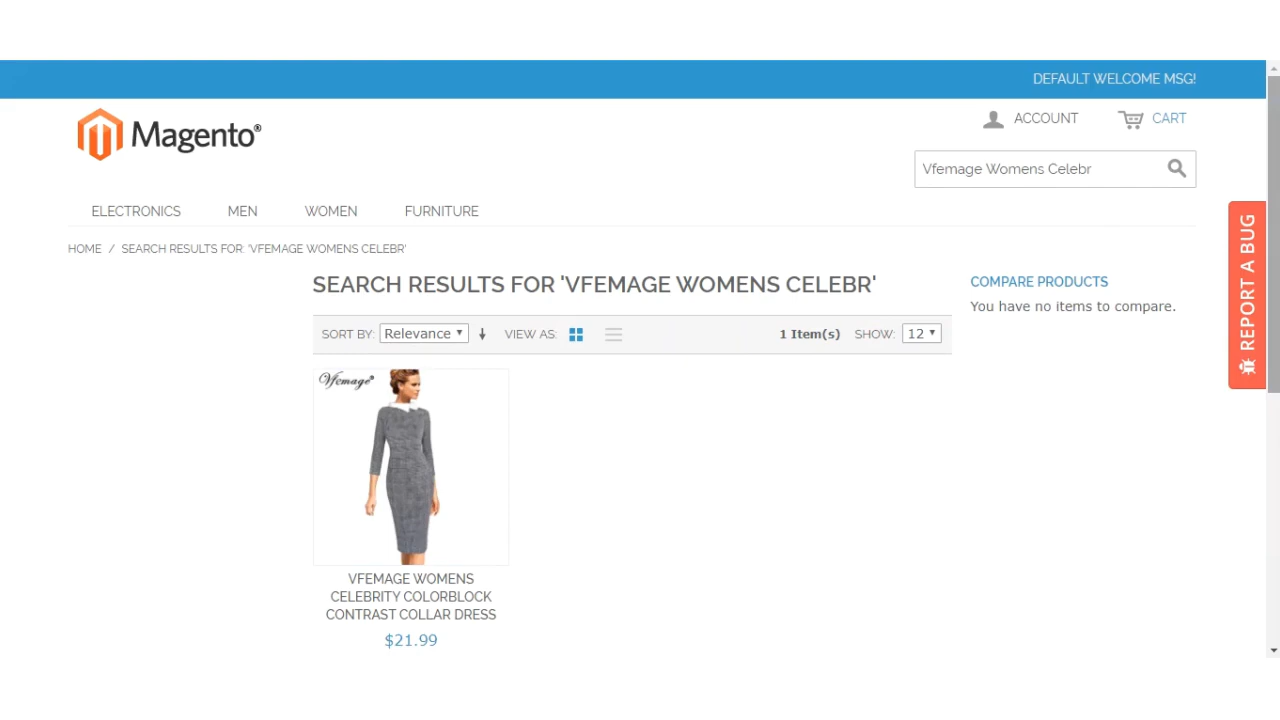 DEFAULT WELCOME MSG!
Magento®
ACCOUNT CART
Vfemage Womens Celebr
ELECTRONICS MEN WOMEN FURNITURE
HOME / SEARCH RESULTS FOR: 'VFEMAGE WOMENS CELEBR'
SEARCH RESULTS FOR 'VFEMAGE WOMENS CELEBR'
COMPARE PRODUCTS
You have no items to compare.
REPORT A BUG
SORT BY: Relevance VIEW AS: 1 Item(s) SHOW: 12
Vfemage®
VFEMAGE WOMENS
CELEBRITY COLORBLOCK
CONTRAST COLLAR DRESS
$21.99